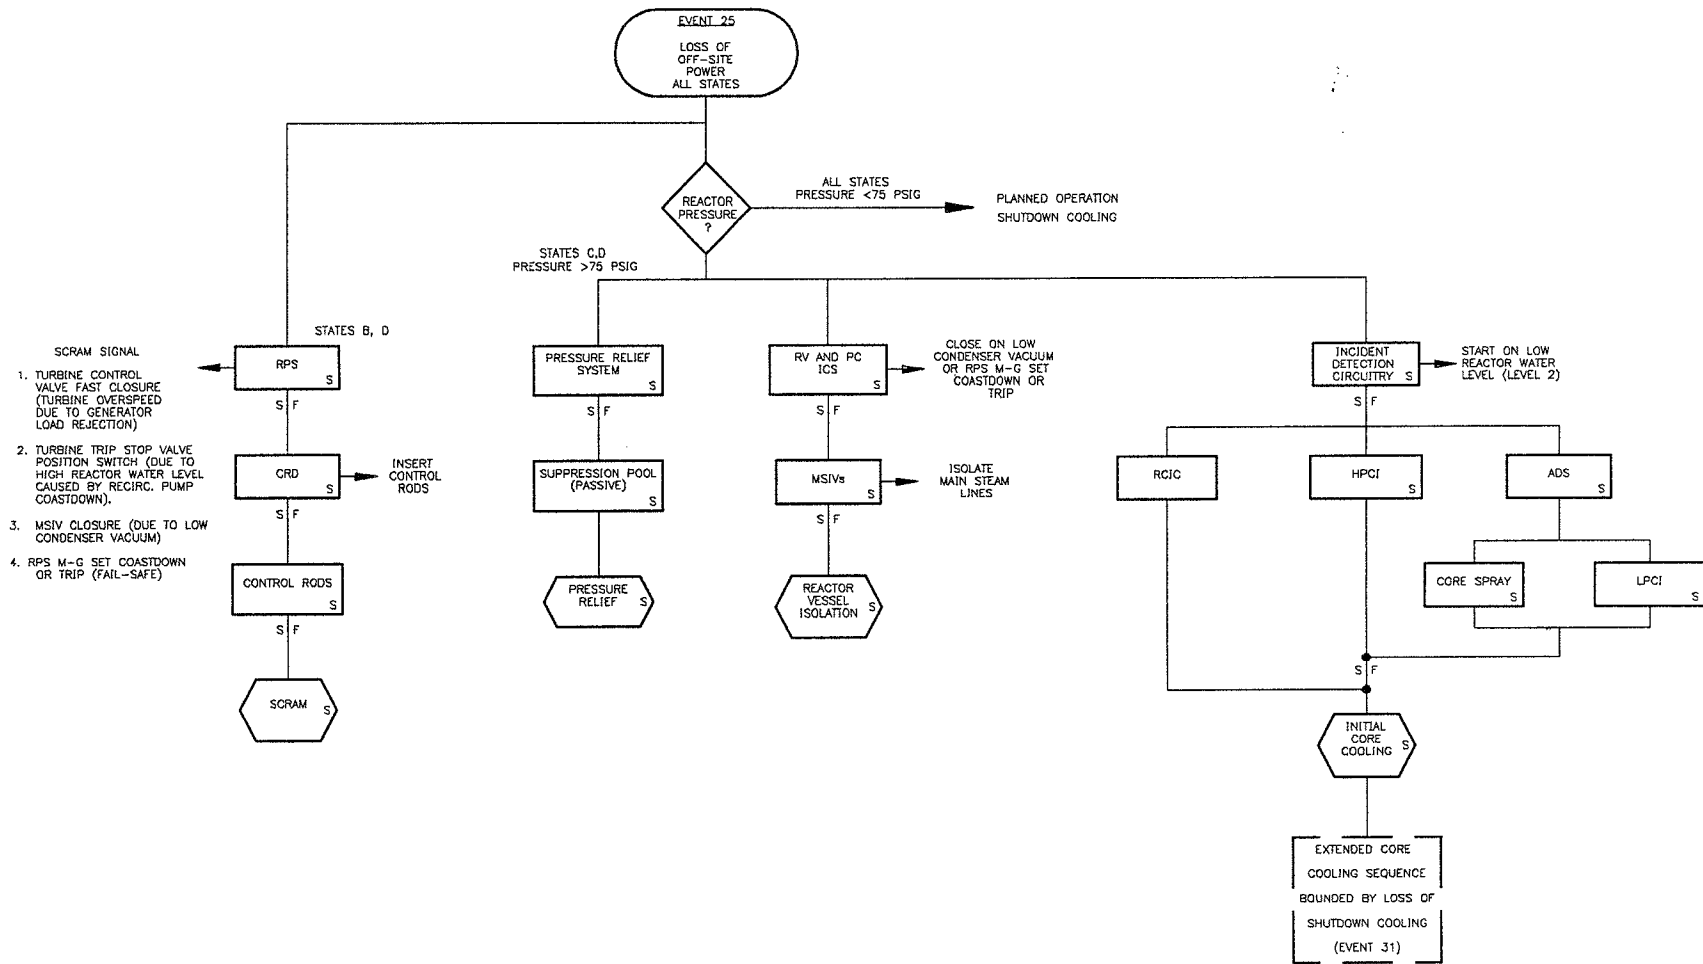 EVENT 25
LOSS OF
OFF-SITE
POWER
ALL STATES
REACTOR
PRESSURE
?
ALL STATES
PRESSURE <75 PSIG
PLANNED OPERATION
SHUTDOWN COOLING
STATES C,D
PRESSURE >75 PSIG
STATES B, D
SCRAM SIGNAL
1. TURBINE CONTROL
VALVE FAST CLOSURE
(TURBINE OVERSPEED
DUE TO GENERATOR
LOAD REJECTION)
2. TURBINE TRIP STOP VALVE
POSITION SWITCH (DUE TO
HIGH REACTOR WATER LEVEL
CAUSED BY RECIRC. PUMP
COASTDOWN).
3. MSIV CLOSURE (DUE TO LOW
CONDENSER VACUUM)
4. RPS M-G SET COASTDOWN
OR TRIP (FAIL-SAFE)
RPS
S
S F
CRD
S
INSERT
CONTROL
RODS
S F
CONTROL RODS
S
S F
SCRAM
S
PRESSURE RELIEF
SYSTEM
S
S F
SUPPRESSION POOL
(PASSIVE)
S
PRESSURE
RELIEF
S
RV AND PC
ICS
S
CLOSE ON LOW
CONDENSER VACUUM
OR RPS M-G SET
COASTDOWN OR
TRIP
S F
MSIVs
S
ISOLATE
MAIN STEAM
LINES
S F
REACTOR
VESSEL
ISOLATION
S
INCIDENT
DETECTION
CIRCUITRY
S
START ON LOW
REACTOR WATER
LEVEL (LEVEL 2)
S F
RCIC
HPCI
S
ADS
S
CORE SPRAY
S
LPCI
S
S F
INITIAL
CORE
COOLING
S
EXTENDED CORE
COOLING SEQUENCE
BOUNDED BY LOSS OF
SHUTDOWN COOLING
(EVENT 31)